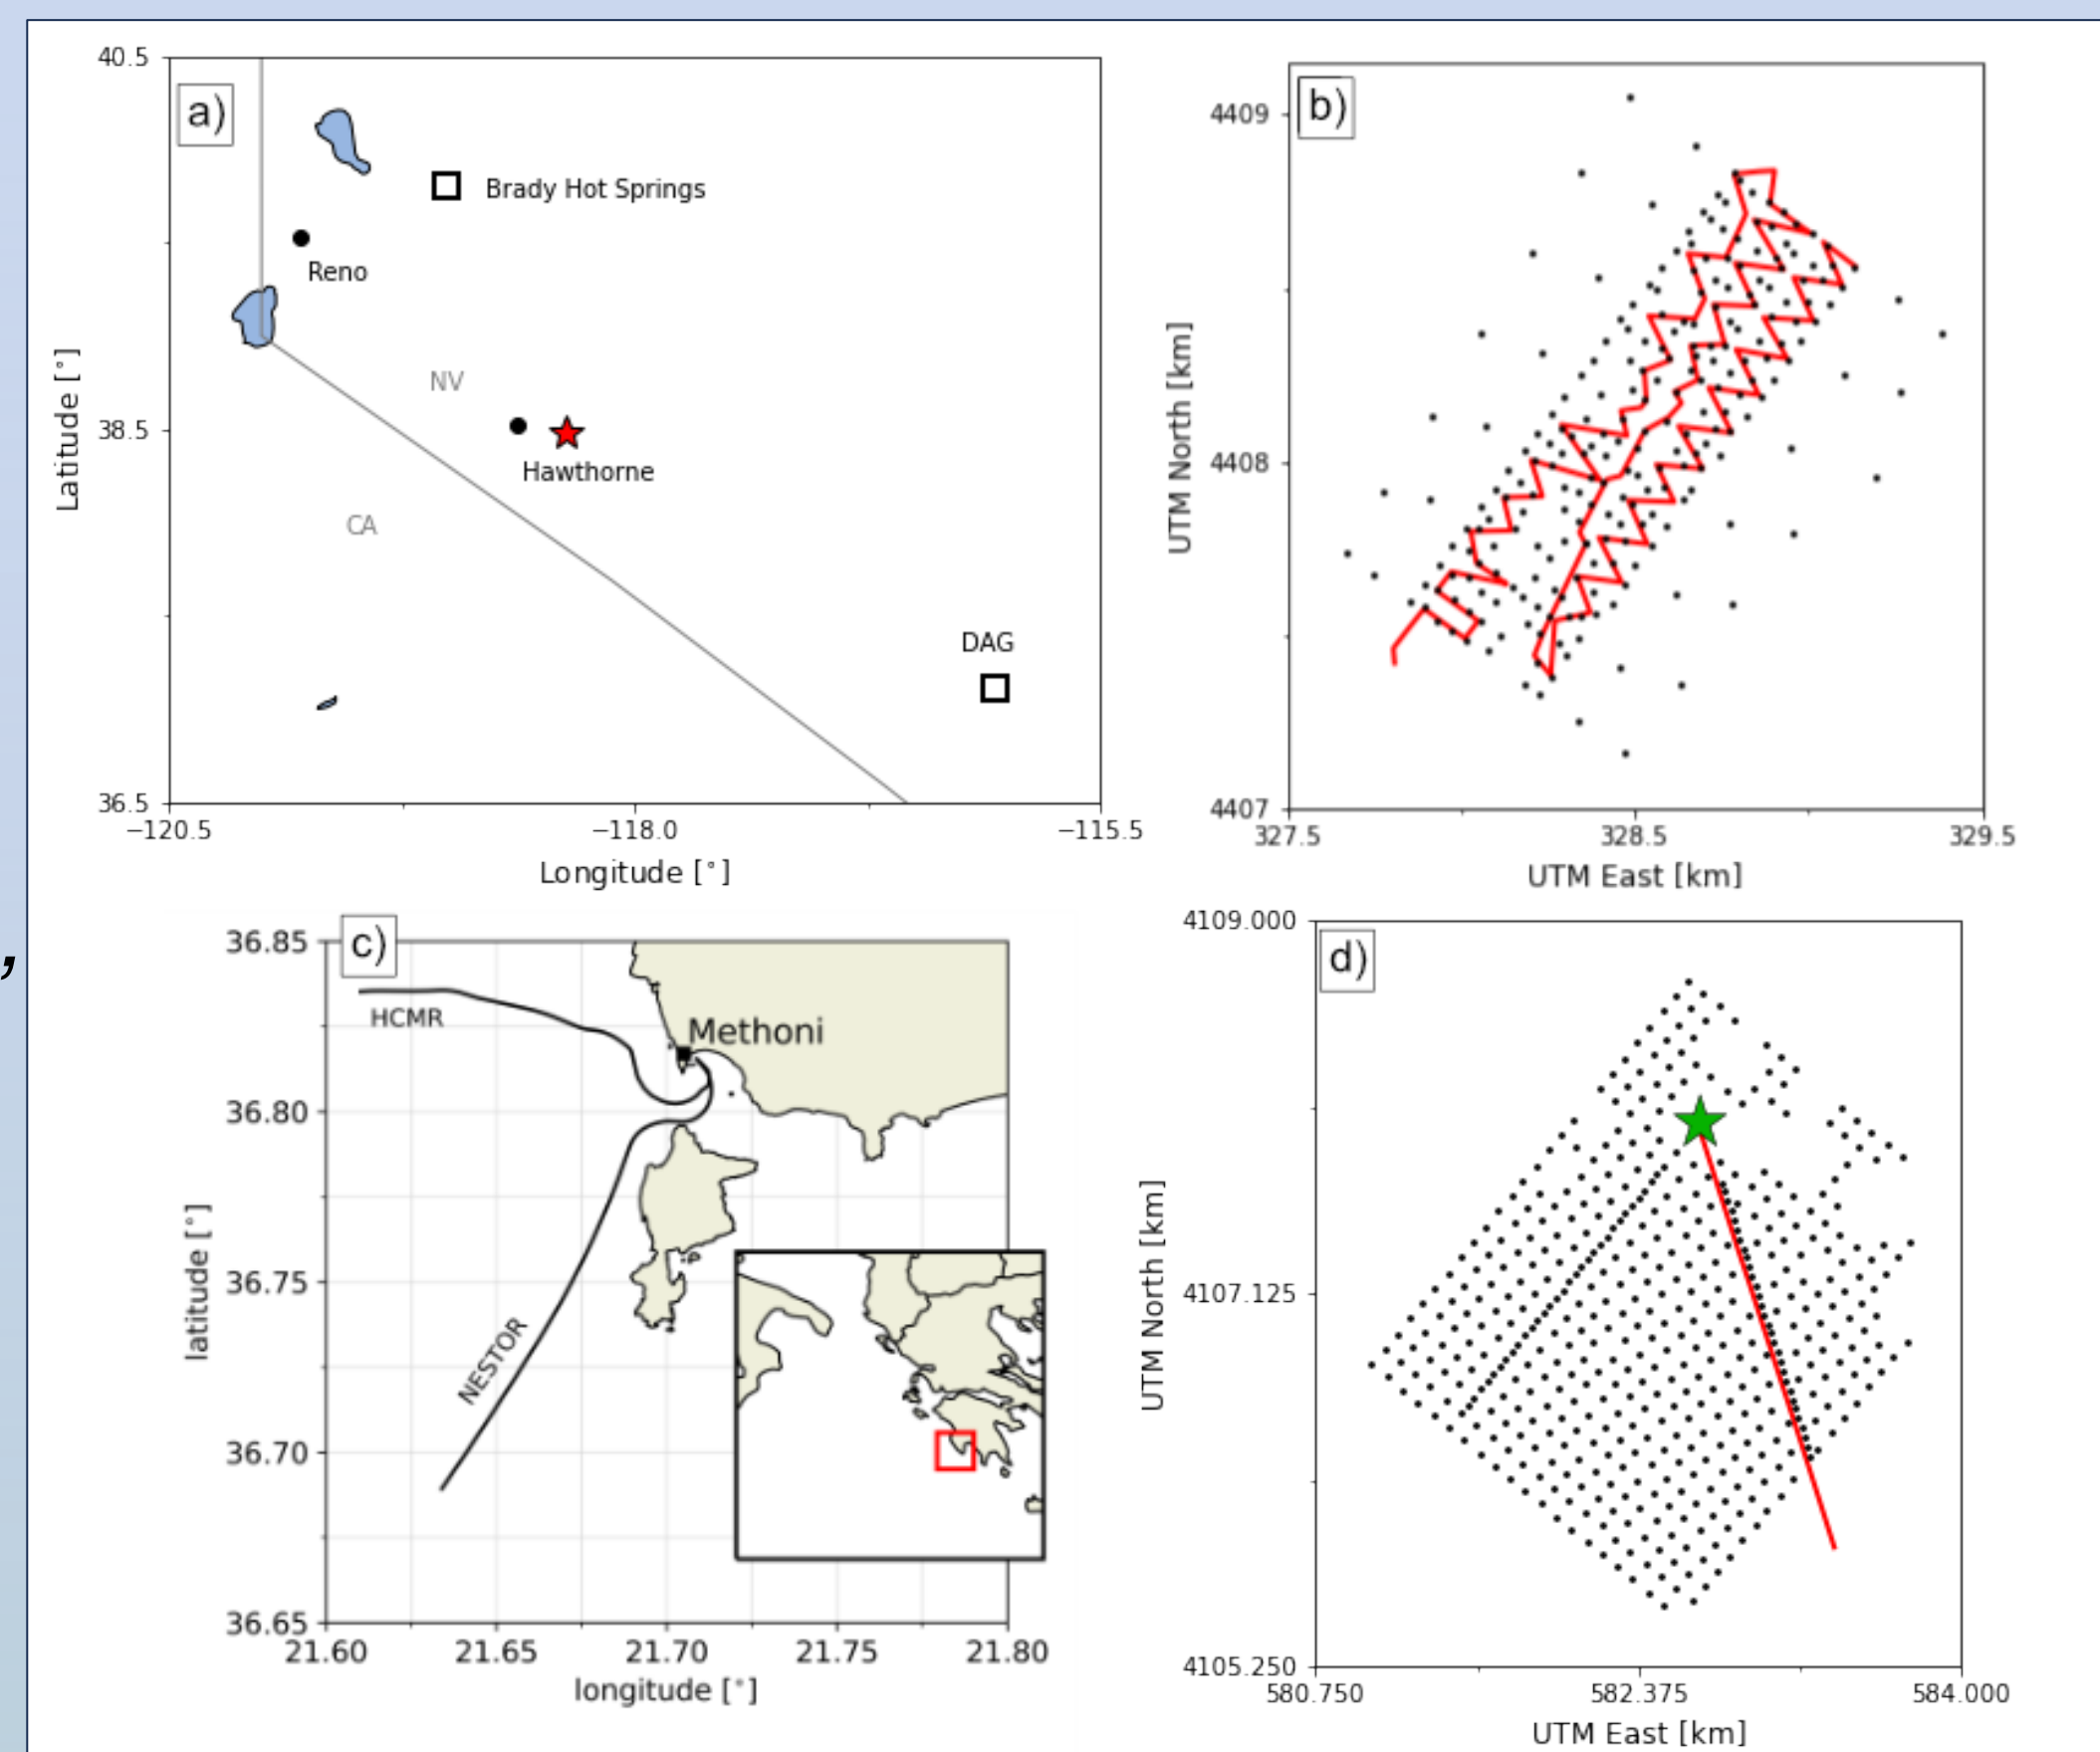 40.5
a)
Brady Hot Springs
Reno
Latitude [°]
NV
38.5
Hawthorne
CA
DAG
36.5
−120.5
−118.0
−115.5
Longitude [°]
b)
4409
UTM North [km]
4408
4407
327.5
328.5
329.5
UTM East [km]
,
c)
36.85
HCMR
Methoni
36.80
latitude [°]
36.75
NESTOR
36.70
36.65
21.60
21.65
21.70
21.75
21.80
longitude [°]
4109.000
d)
UTM North [km]
4107.125
4105.250
580.750
582.375
584.000
UTM East [km]